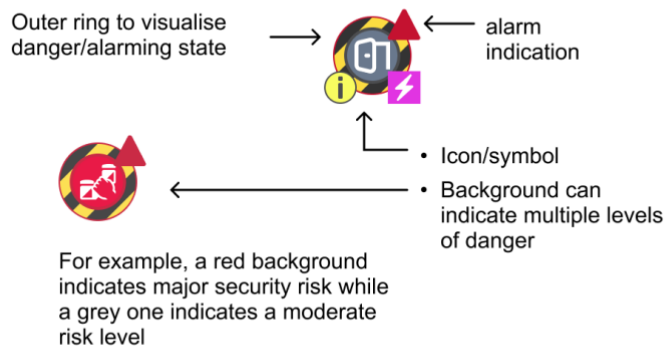 Outer ring to visualise
danger/alarming state
alarm
indication
i
• Icon/symbol
• Background can
indicate multiple levels
of danger
For example, a red background
indicates major security risk while
a grey one indicates a moderate
risk level